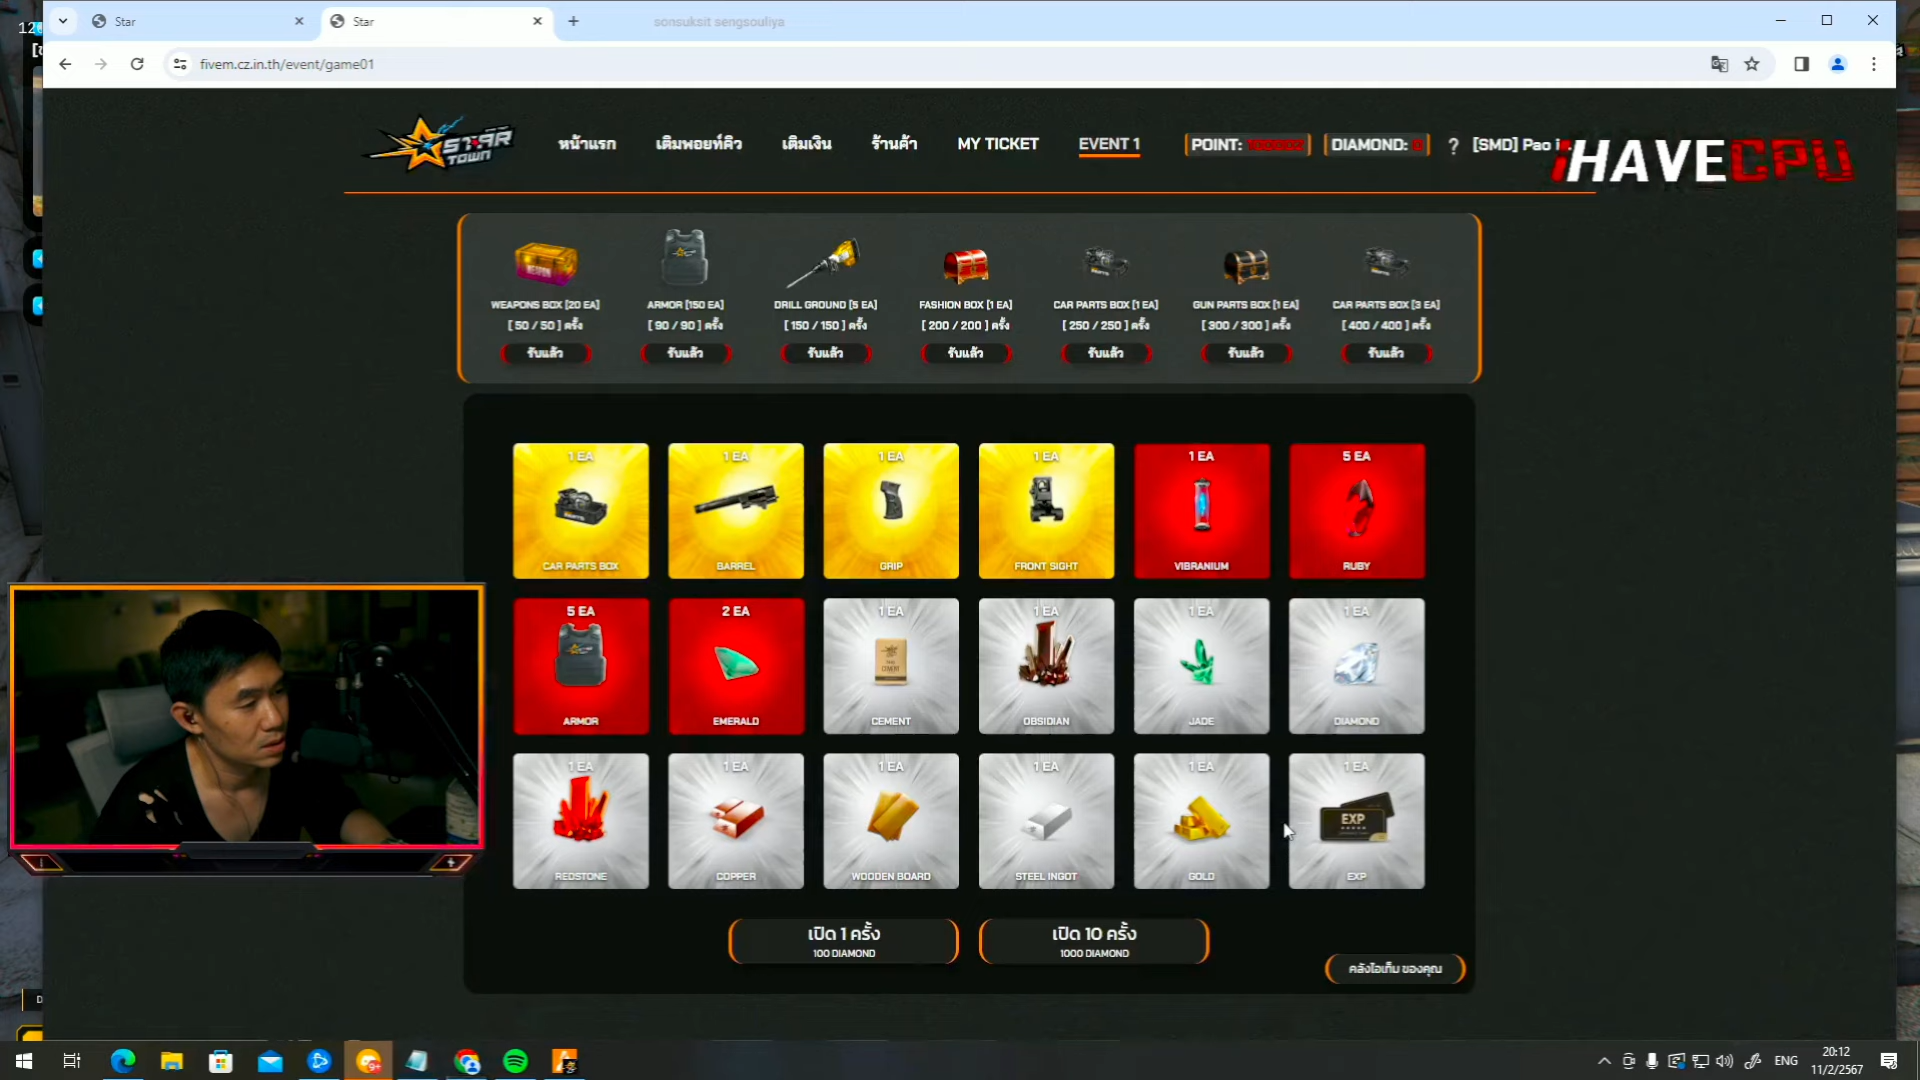 Star
Star
sonsuksit sengsouliya
fivem.cz.in.th/event/game01
STAR TOWN
หน้าแรก
เติมพอยท์คิว
เติมเงิน
ร้านค้า
MY TICKET
EVENT 1
POINT:
DIAMOND: 0
?
[SMD] Pao i
iHAVECPU
WEAPONS BOX [20 EA]
ARMOR [150 EA]
DRILL GROUND [5 EA]
FASHION BOX [1 EA]
CAR PARTS BOX [1 EA]
GUN PARTS BOX [1 EA]
CAR PARTS BOX [3 EA]
[ 50 / 50 ] ครั้ง
[ 90 / 90 ] ครั้ง
[ 150 / 150 ] ครั้ง
[ 200 / 200 ] ครั้ง
[ 250 / 250 ] ครั้ง
[ 300 / 300 ] ครั้ง
[ 400 / 400 ] ครั้ง
รับแล้ว
รับแล้ว
รับแล้ว
รับแล้ว
รับแล้ว
รับแล้ว
รับแล้ว
1 EA
1 EA
1 EA
1 EA
1 EA
5 EA
CAR PARTS BOX
BARREL
GRIP
FRONT SIGHT
VIBRANIUM
RUBY
5 EA
2 EA
1 EA
1 EA
1 EA
1 EA
CEMENT
ARMOR
EMERALD
CEMENT
OBSIDIAN
JADE
DIAMOND
1 EA
1 EA
1 EA
1 EA
1 EA
1 EA
EXP
REDSTONE
COPPER
WOODEN BOARD
STEEL INGOT
GOLD
EXP
เปิด 1 ครั้ง
100 DIAMOND
เปิด 10 ครั้ง
1000 DIAMOND
คลังไอเท็ม ของคุณ
ENG
20:12
11/2/2567